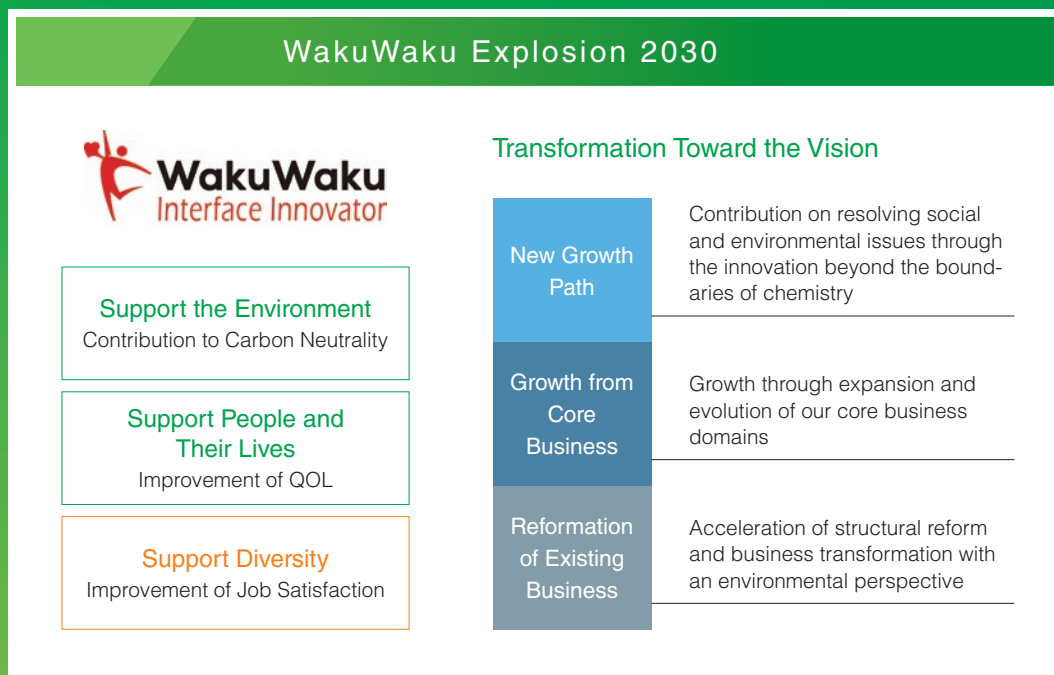 WakuWaku Explosion 2030
WakuWaku
Interface Innovator
Support the Environment
Contribution to Carbon Neutrality
Support People and
Their Lives
Improvement of QOL
Support Diversity
Improvement of Job Satisfaction
Transformation Toward the Vision
New Growth
Path
Contribution on resolving social
and environmental issues through
the innovation beyond the bound-
aries of chemistry
Growth from
Core
Business
Growth through expansion and
evolution of our core business
domains
Reformation
of Existing
Business
Acceleration of structural reform
and business transformation with
an environmental perspective